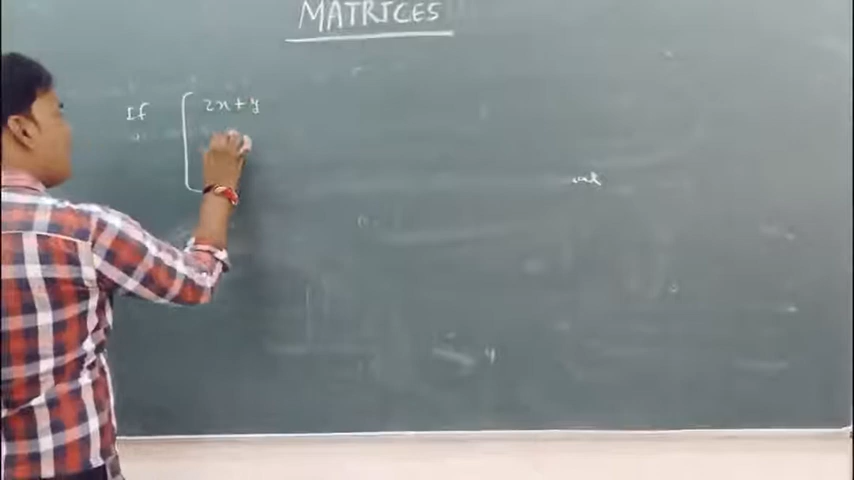 MATRICES
If [ 2x + y